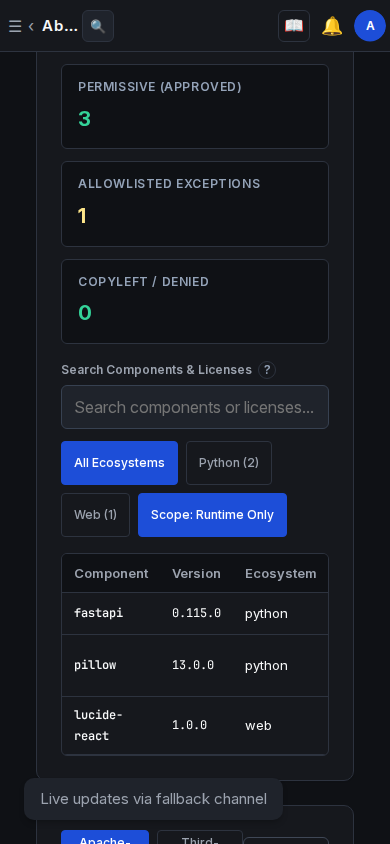 Ab...
A
PERMISSIVE (APPROVED)
3
ALLOWLISTED EXCEPTIONS
1
COPYLEFT / DENIED
0
Search Components & Licenses ?
Search components or licenses...
All Ecosystems
Python (2)
Web (1)
Scope: Runtime Only
Component Version Ecosystem
fastapi 0.115.0 python
pillow 13.0.0 python
lucide-
react 1.0.0 web
Live updates via fallback channel
Apache-
Third-